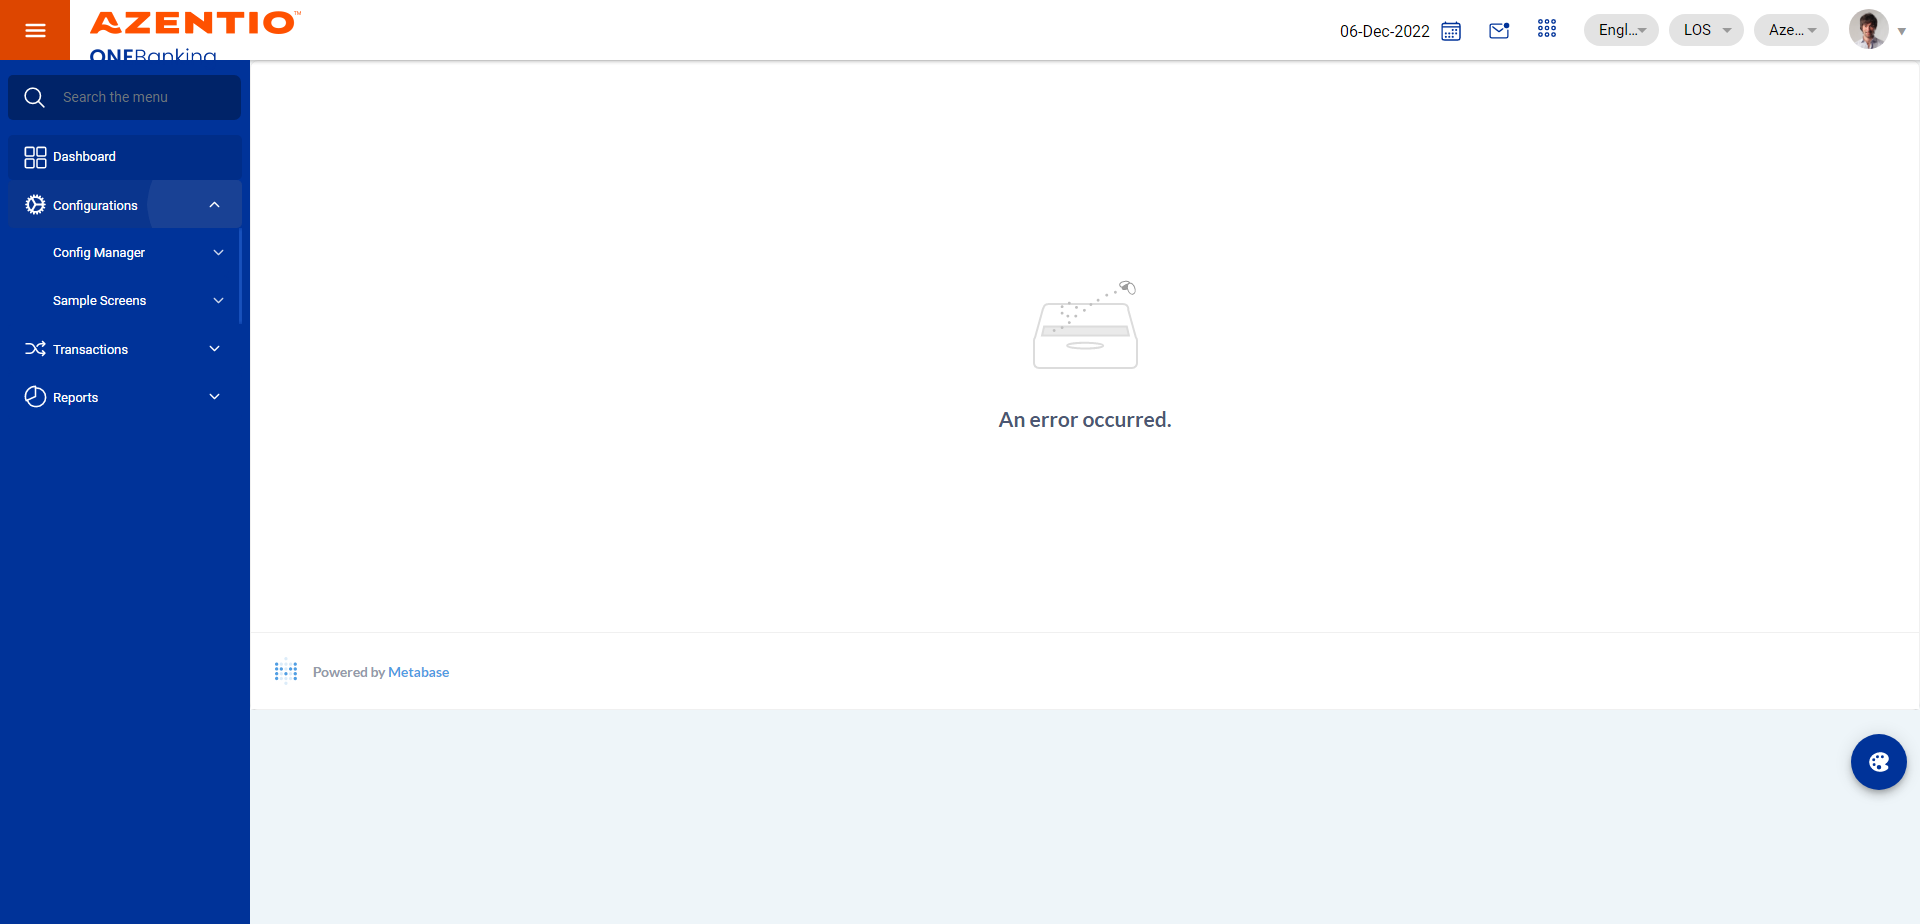 AZENTIO™
ONEBanking
06-Dec-2022
Engl...
LOS
Aze...
Search the menu
Dashboard
Configurations
Config Manager
Sample Screens
Transactions
Reports
An error occurred.
Powered by Metabase